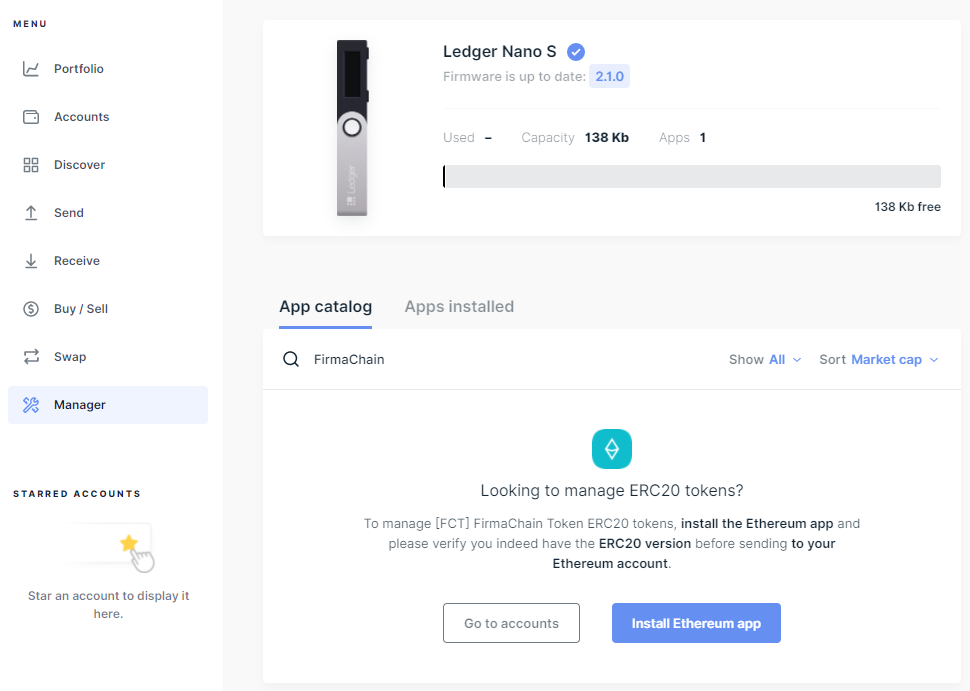 MENU
Portfolio
Accounts
Discover
Send
Receive
Buy / Sell
Swap
Manager
STARRED ACCOUNTS
Star an account to display it
here.
Ledger Nano S
Firmware is up to date: 2.1.0
Used – Capacity 138 Kb Apps 1
138 Kb free
Ledger
App catalog Apps installed
FirmaChain Show All Sort Market cap
Looking to manage ERC20 tokens?
To manage [FCT] FirmaChain Token ERC20 tokens, install the Ethereum app and
please verify you indeed have the ERC20 version before sending to your
Ethereum account.
Go to accounts Install Ethereum app